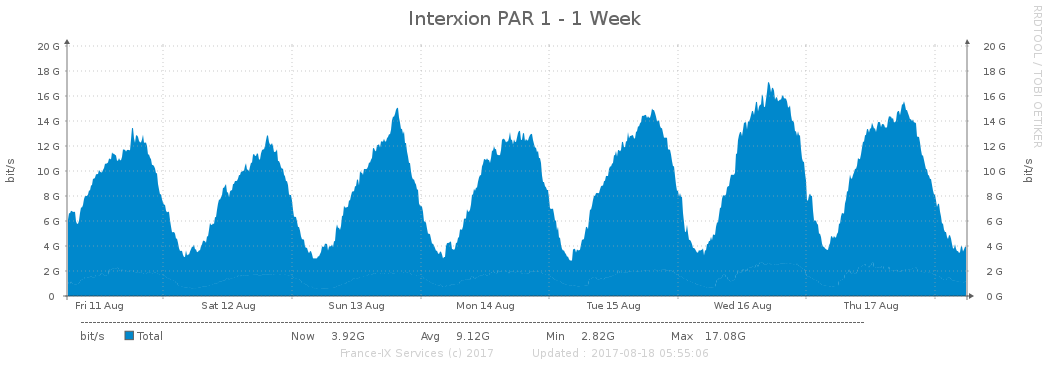 Interxion PAR 1 - 1 Week
RRDTOOL / TOBI OETIKER
20 G 20 G
18 G 18 G
16 G 16 G
14 G 14 G
12 G 12 G
10 G 10 G
8 G 8 G
6 G 6 G
4 G 4 G
2 G 2 G
0 0 G
bit/s bit/s
Fri 11 Aug Sat 12 Aug Sun 13 Aug Mon 14 Aug Tue 15 Aug Wed 16 Aug Thu 17 Aug
bit/s Total Now 3.92G Avg 9.12G Min 2.82G Max 17.08G
France-IX Services (c) 2017 Updated : 2017-08-18 05:55:06